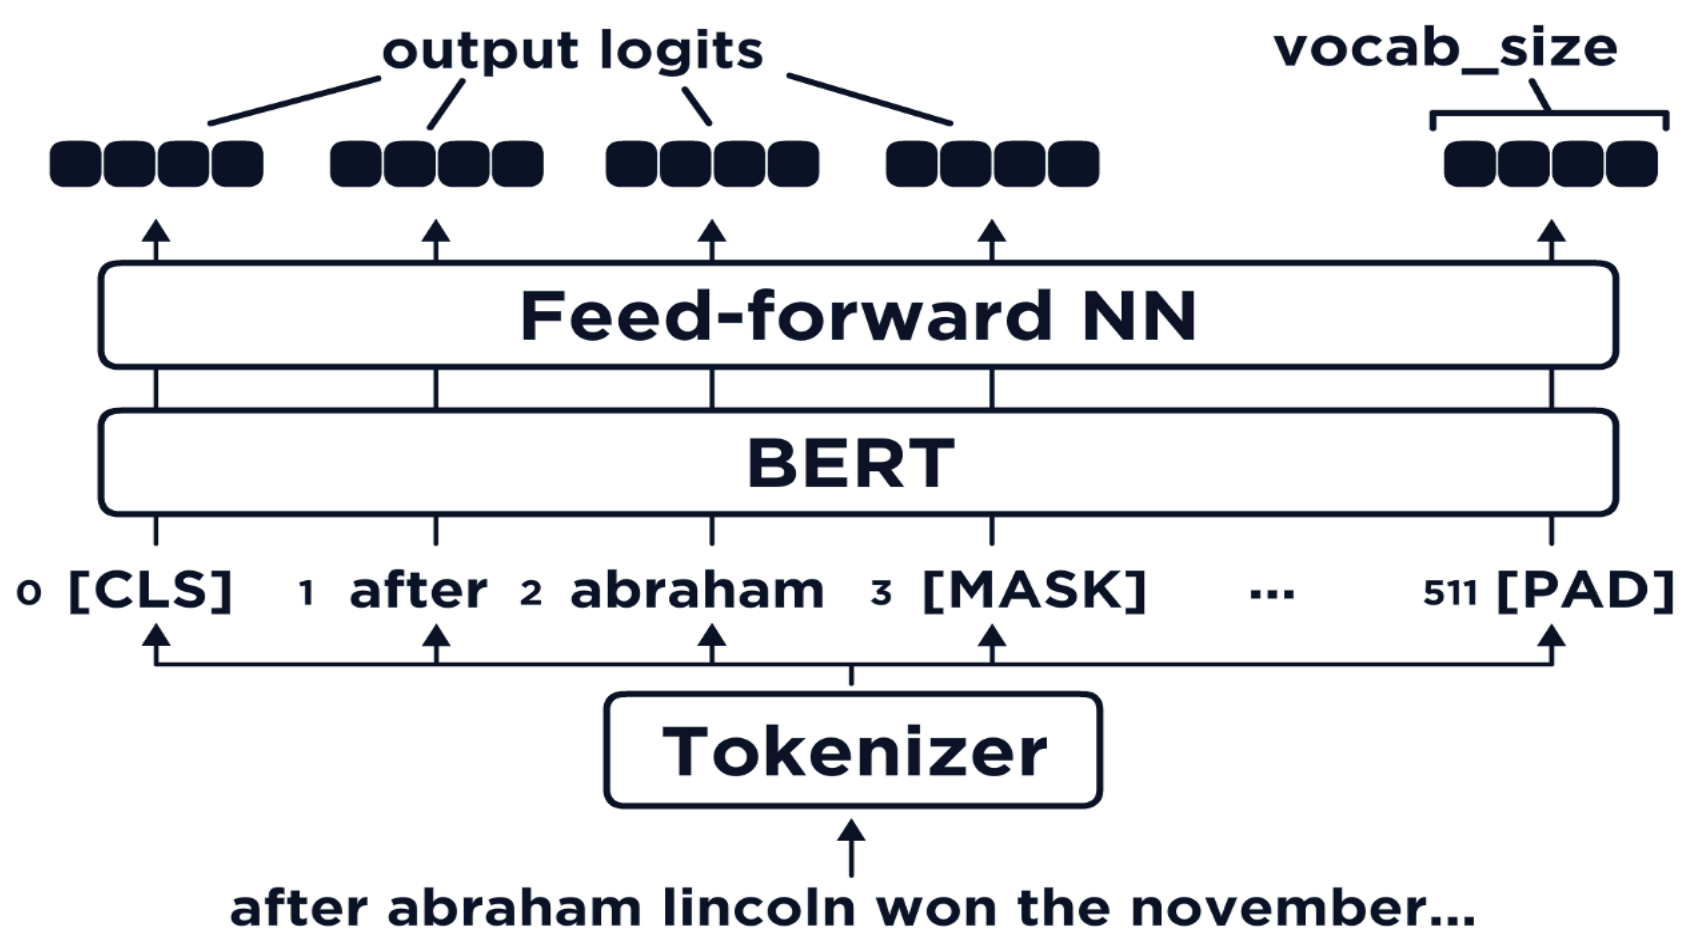 output logits
vocab_size
Feed-forward NN
BERT
0 [CLS] 1 after 2 abraham 3 [MASK] ... 511 [PAD]
Tokenizer
after abraham lincoln won the november...